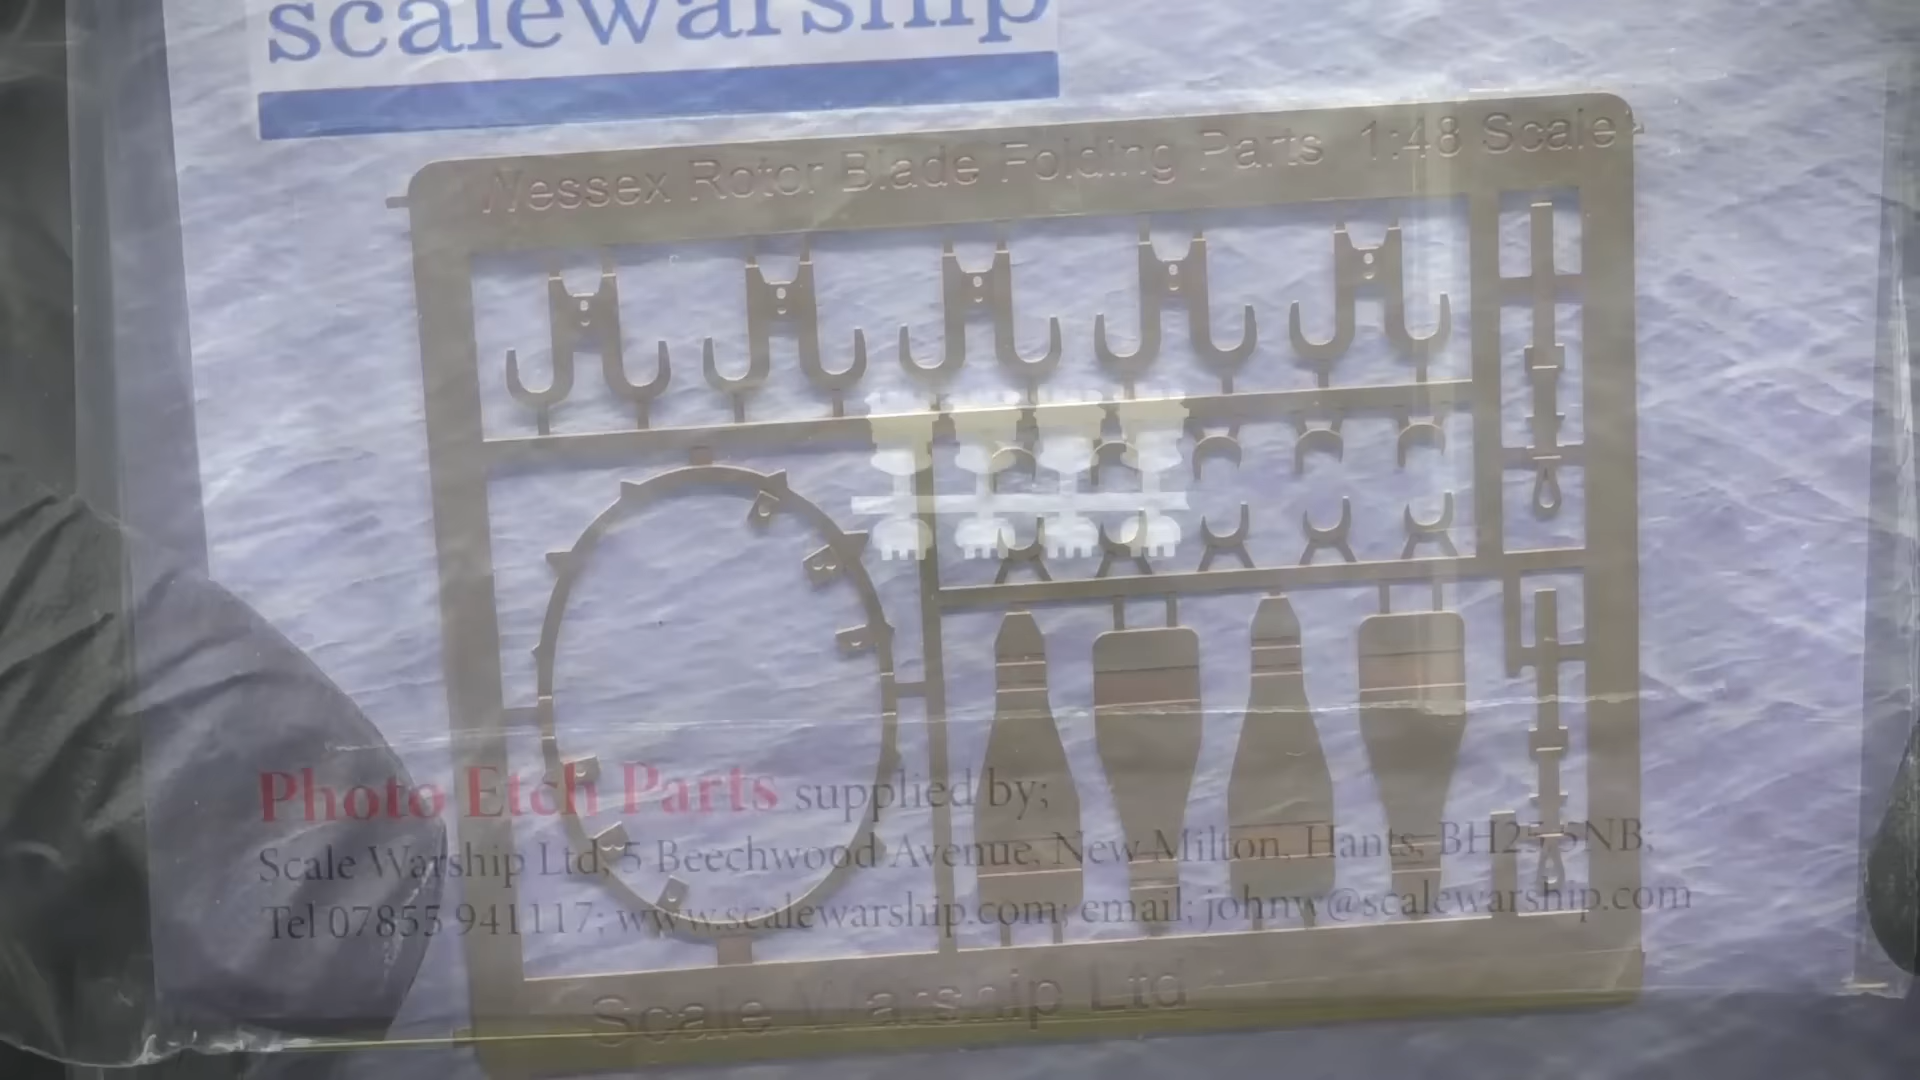 scalewarship
Wessex Rotor Blade Folding Parts 1:48 Scale
Photo Etch Parts supplied by;
Scale Warship Ltd, 5 Beechwood Avenue, New Milton, Hants, BH25 5NB;
Tel 07855 941117; www.scalewarship.com; email; johnw@scalewarship.com
Scale Warship Ltd